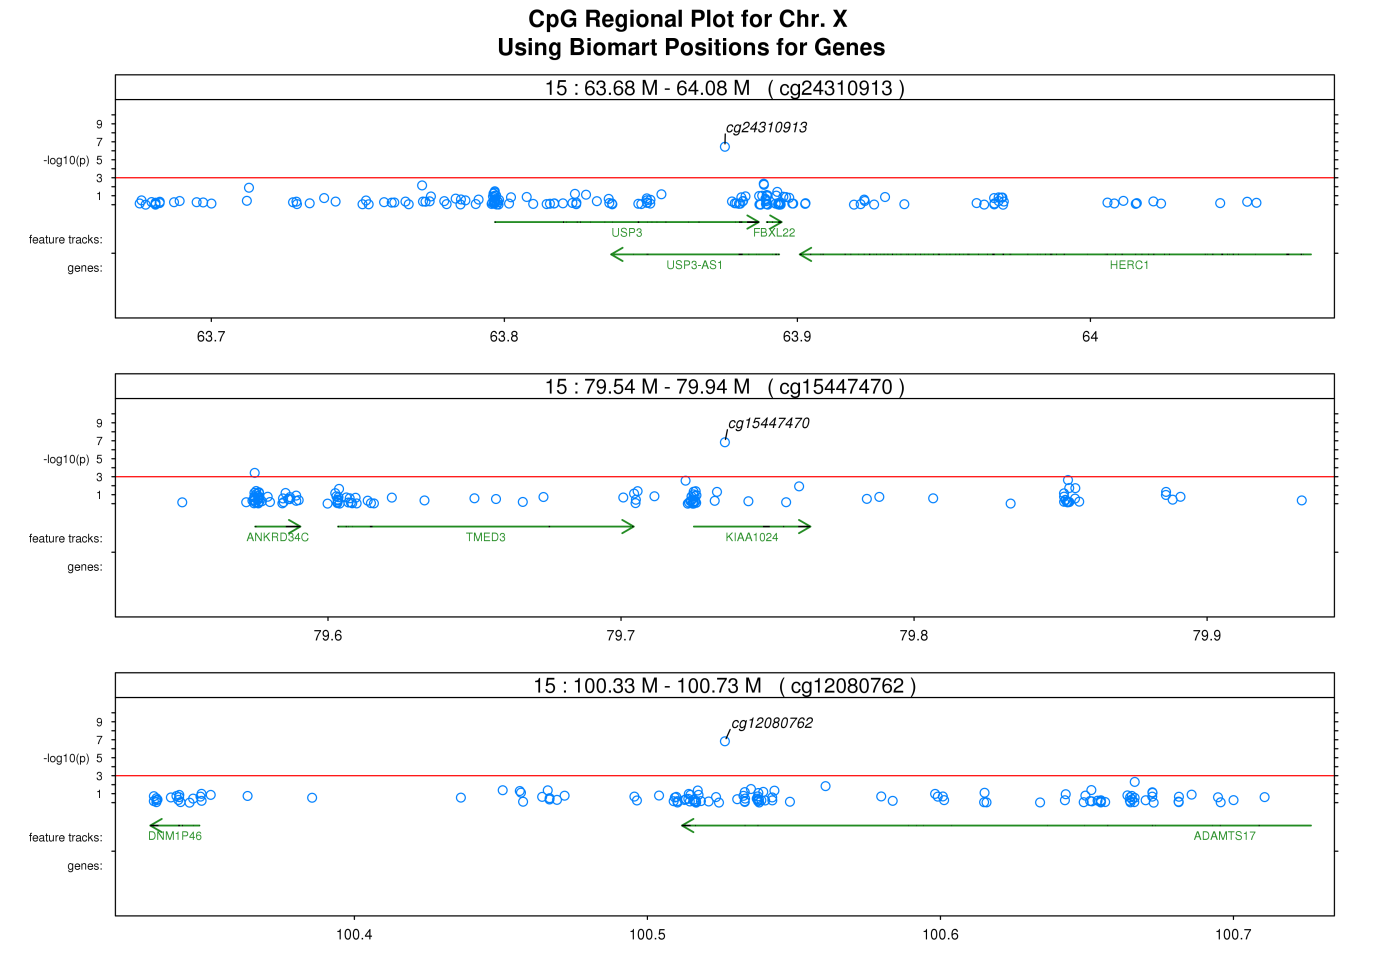 CpG Regional Plot for Chr. X
Using Biomart Positions for Genes
15 : 63.68 M - 64.08 M ( cg24310913 )
9
cg24310913
7
-log10(p) 5
3
1
USP3 FBXL22
feature tracks:
USP3-AS1 HERC1
genes:
63.7 63.8 63.9 64
15 : 79.54 M - 79.94 M ( cg15447470 )
9
cg15447470
7
-log10(p) 5
3
1
ANKRD34C TMED3 KIAA1024
feature tracks:
genes:
79.6 79.7 79.8 79.9
15 : 100.33 M - 100.73 M ( cg12080762 )
9
cg12080762
7
-log10(p) 5
3
1
DNM1P46 ADAMTS17
feature tracks:
genes:
100.4 100.5 100.6 100.7